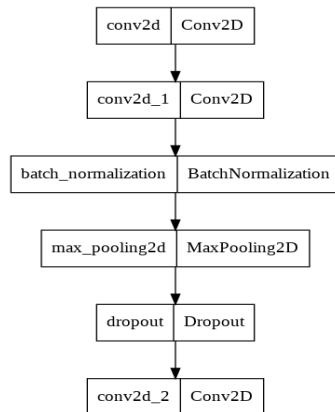 conv2d Conv2D
conv2d_1 Conv2D
batch_normalization BatchNormalization
max_pooling2d MaxPooling2D
dropout Dropout
conv2d_2 Conv2D